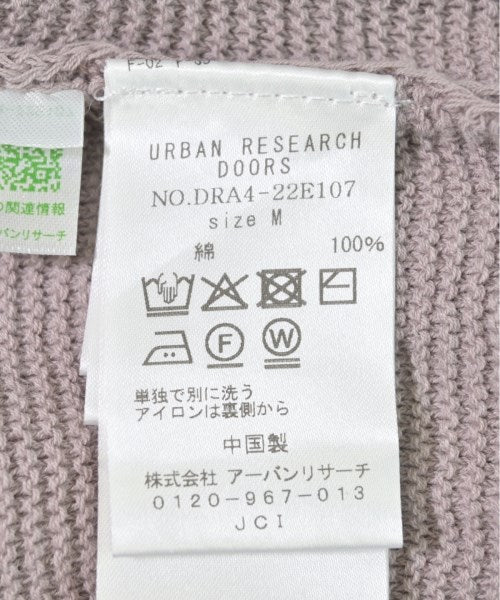 URBAN RESEARCH
DOORS
NO.DRA4-22E107
size M
綿 100%
F
W
単独で別に洗う
アイロンは裏側から
中国製
株式会社 アーバンリサーチ
0120-967-013
JCI
の関連情報
ーバンリサーチ